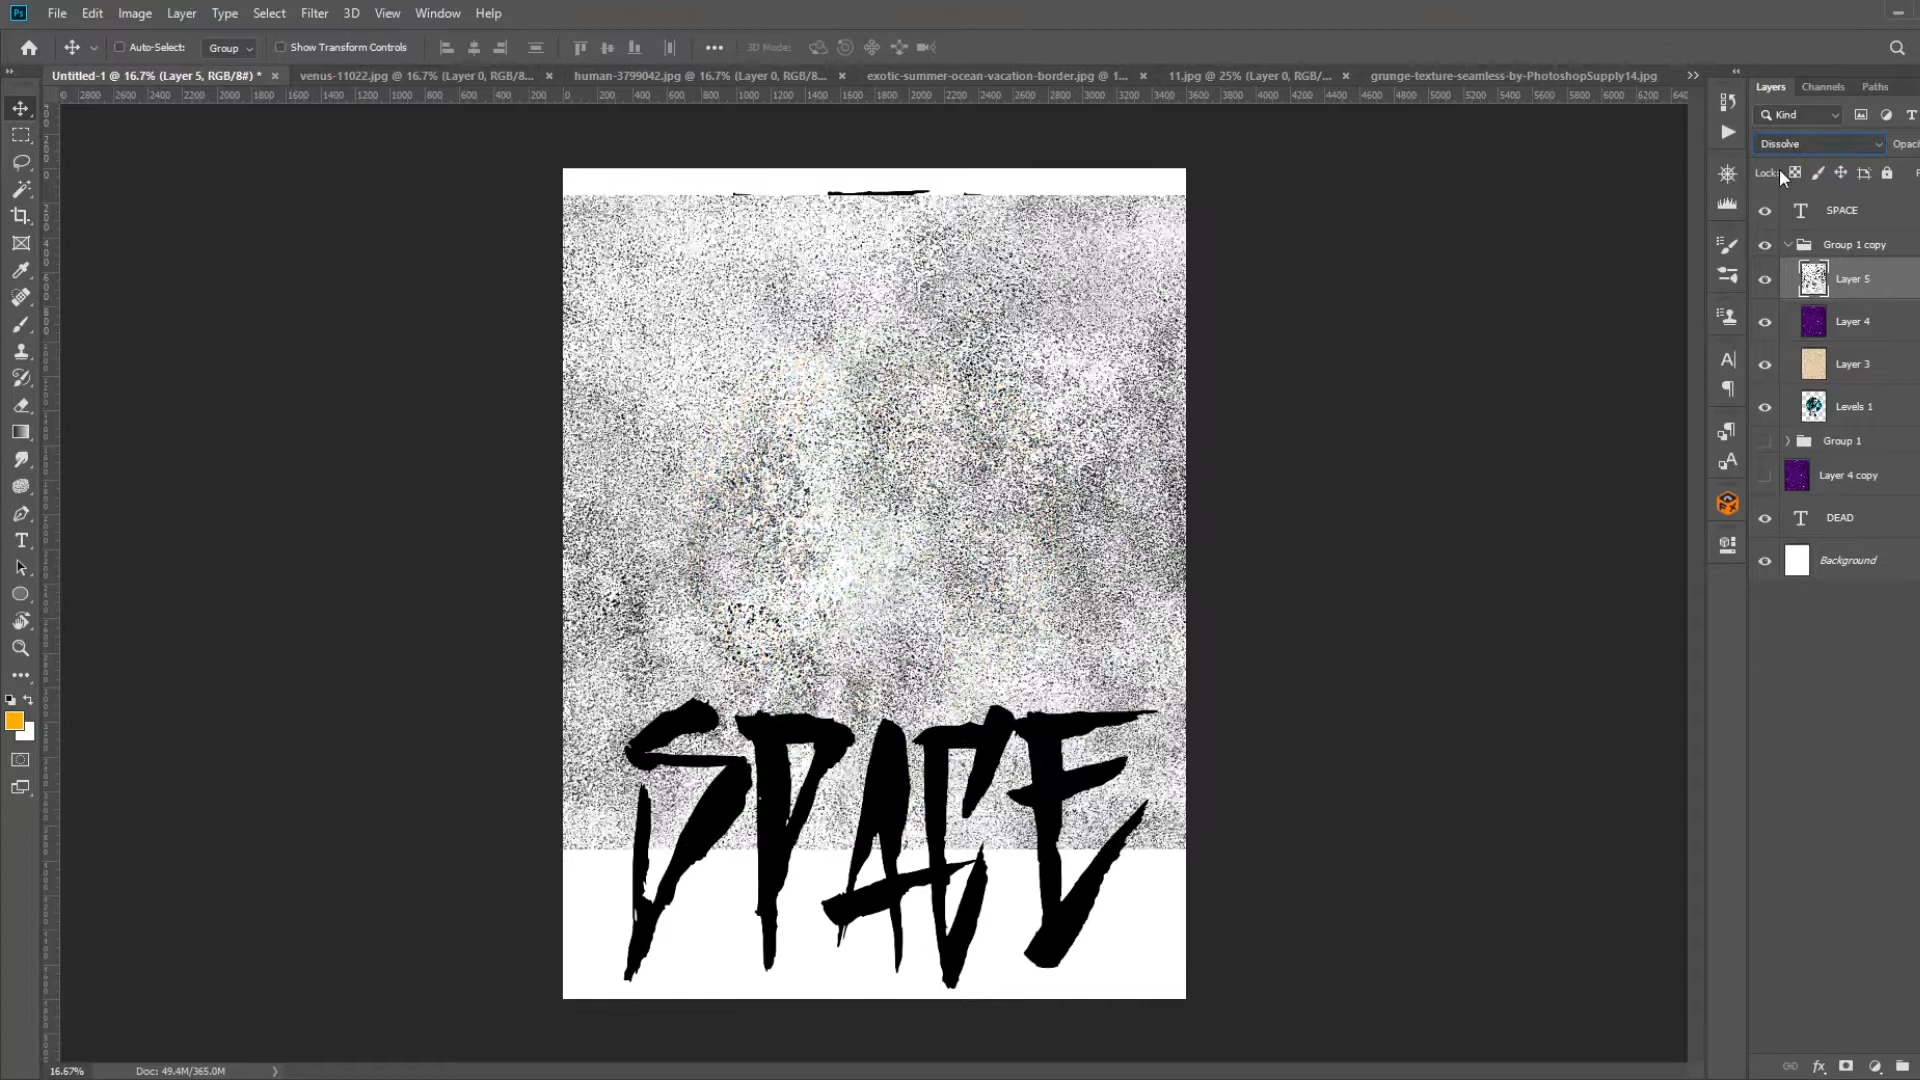 Ps File Edit Image Layer Type Select Filter 3D View Window Help
Auto-Select: Group Show Transform Controls 3D Mode:
Untitled-1 @ 16.7% (Layer 5, RGB/8#) * venus-11022.jpg @ 16.7% (Layer 0, RGB/8... human-3799042.jpg @ 16.7% (Layer 0, RGB/8... exotic-summer-ocean-vacation-border.jpg @ 1... 11.jpg @ 25% (Layer 0, RGB/... grunge-texture-seamless-by-PhotoshopSupply14.jpg
Layers Channels Paths
Kind
Dissolve Opaci
Lock:
SPACE
Group 1 copy
Layer 5
Layer 4
Layer 3
Levels 1
Group 1
Layer 4 copy
DEAD
Background
SPACE
16.67% Doc: 49.4M/365.0M